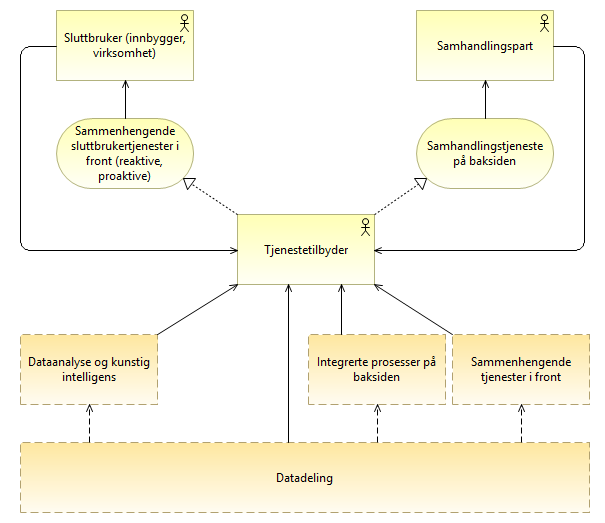 Sluttbruker (innbygger,
virksomhet)
Samhandlingspart
Sammenhengende
sluttbrukertjenester i
front (reaktive,
proaktive)
Samhandlingstjeneste
på baksiden
Tjenestetilbyder
Dataanalyse og kunstig
intelligens
Integrerte prosesser på
baksiden
Sammenhengende
tjenester i front
Datadeling